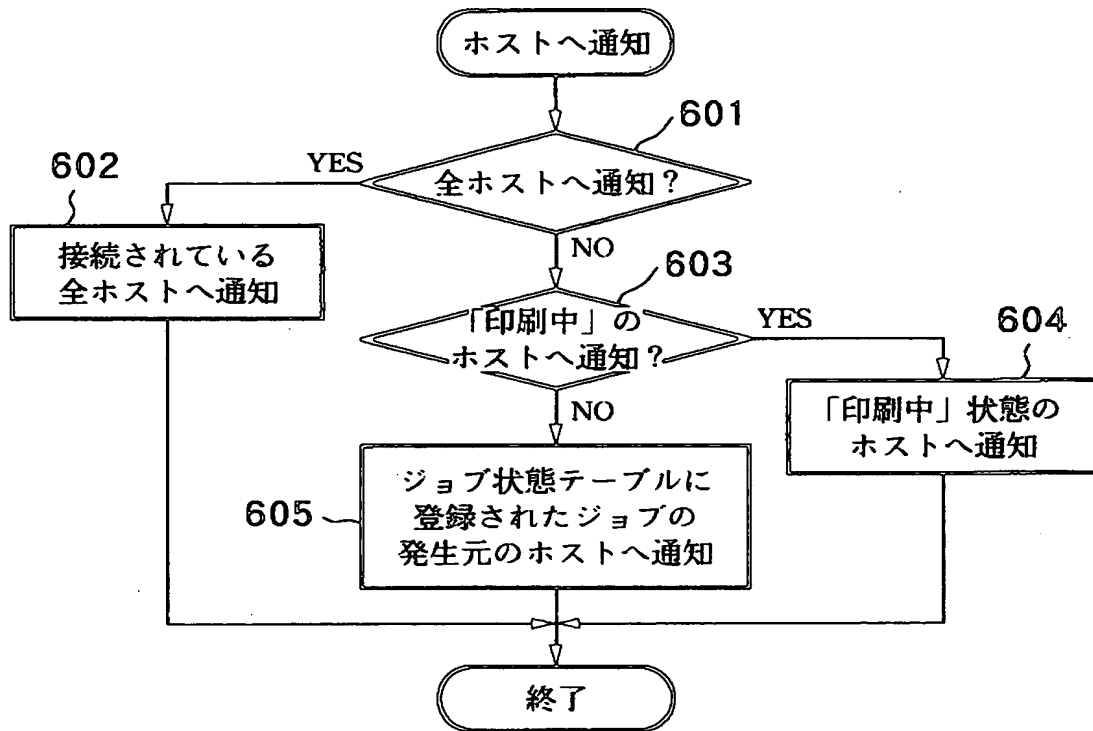 ホストへ通知
601
全ホストへ通知?
YES
602
接続されている
全ホストへ通知
NO
603
「印刷中」の
ホストへ通知?
YES
604
「印刷中」状態の
ホストへ通知
NO
605
ジョブ状態テーブルに
登録されたジョブの
発生元のホストへ通知
終了